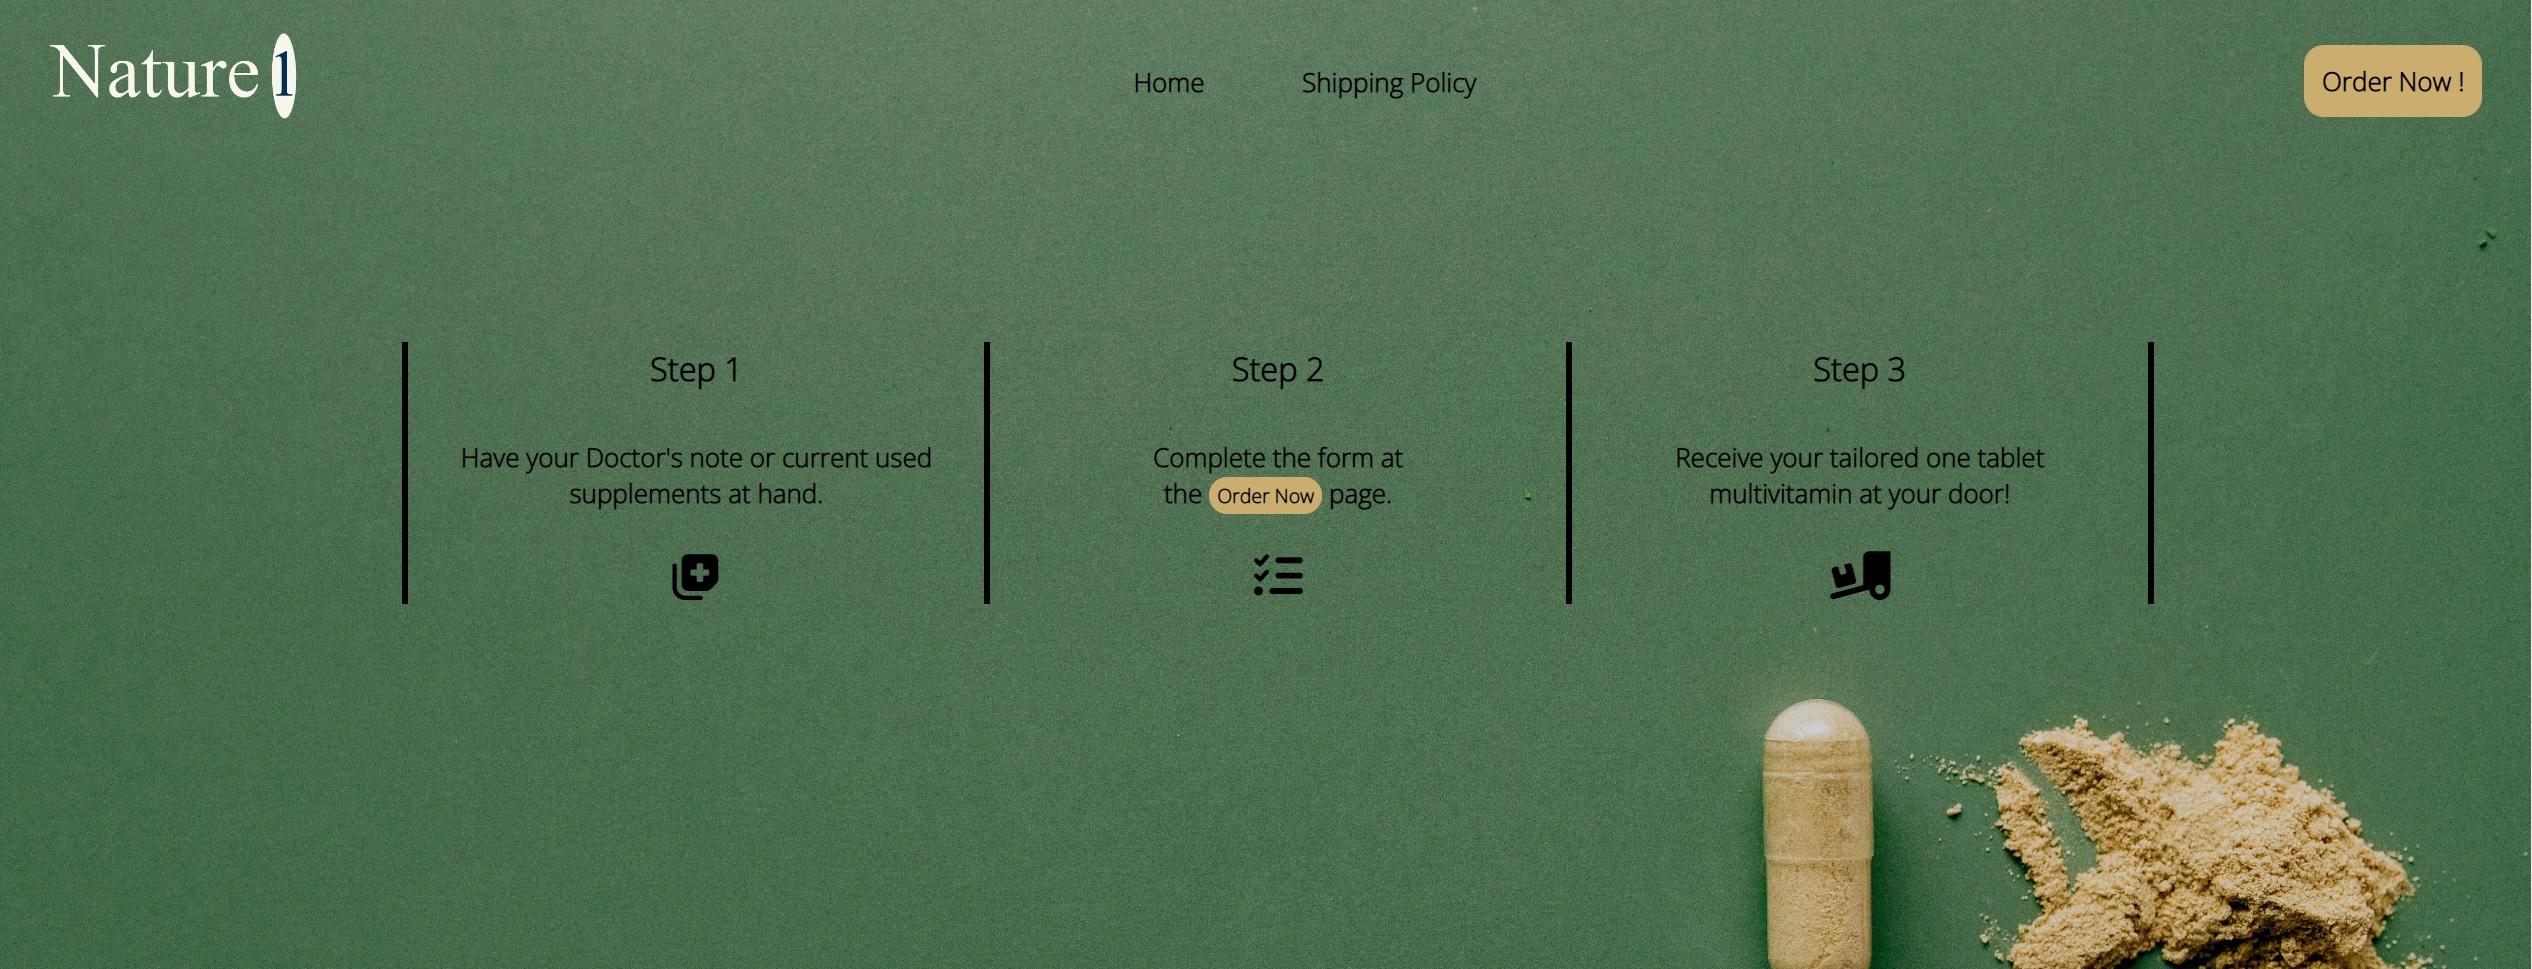 Nature 1
Home
Shipping Policy
Order Now !
Step 1
Have your Doctor's note or current used
supplements at hand.
Step 2
Complete the form at
the Order Now page.
Step 3
Receive your tailored one tablet
multivitamin at your door!